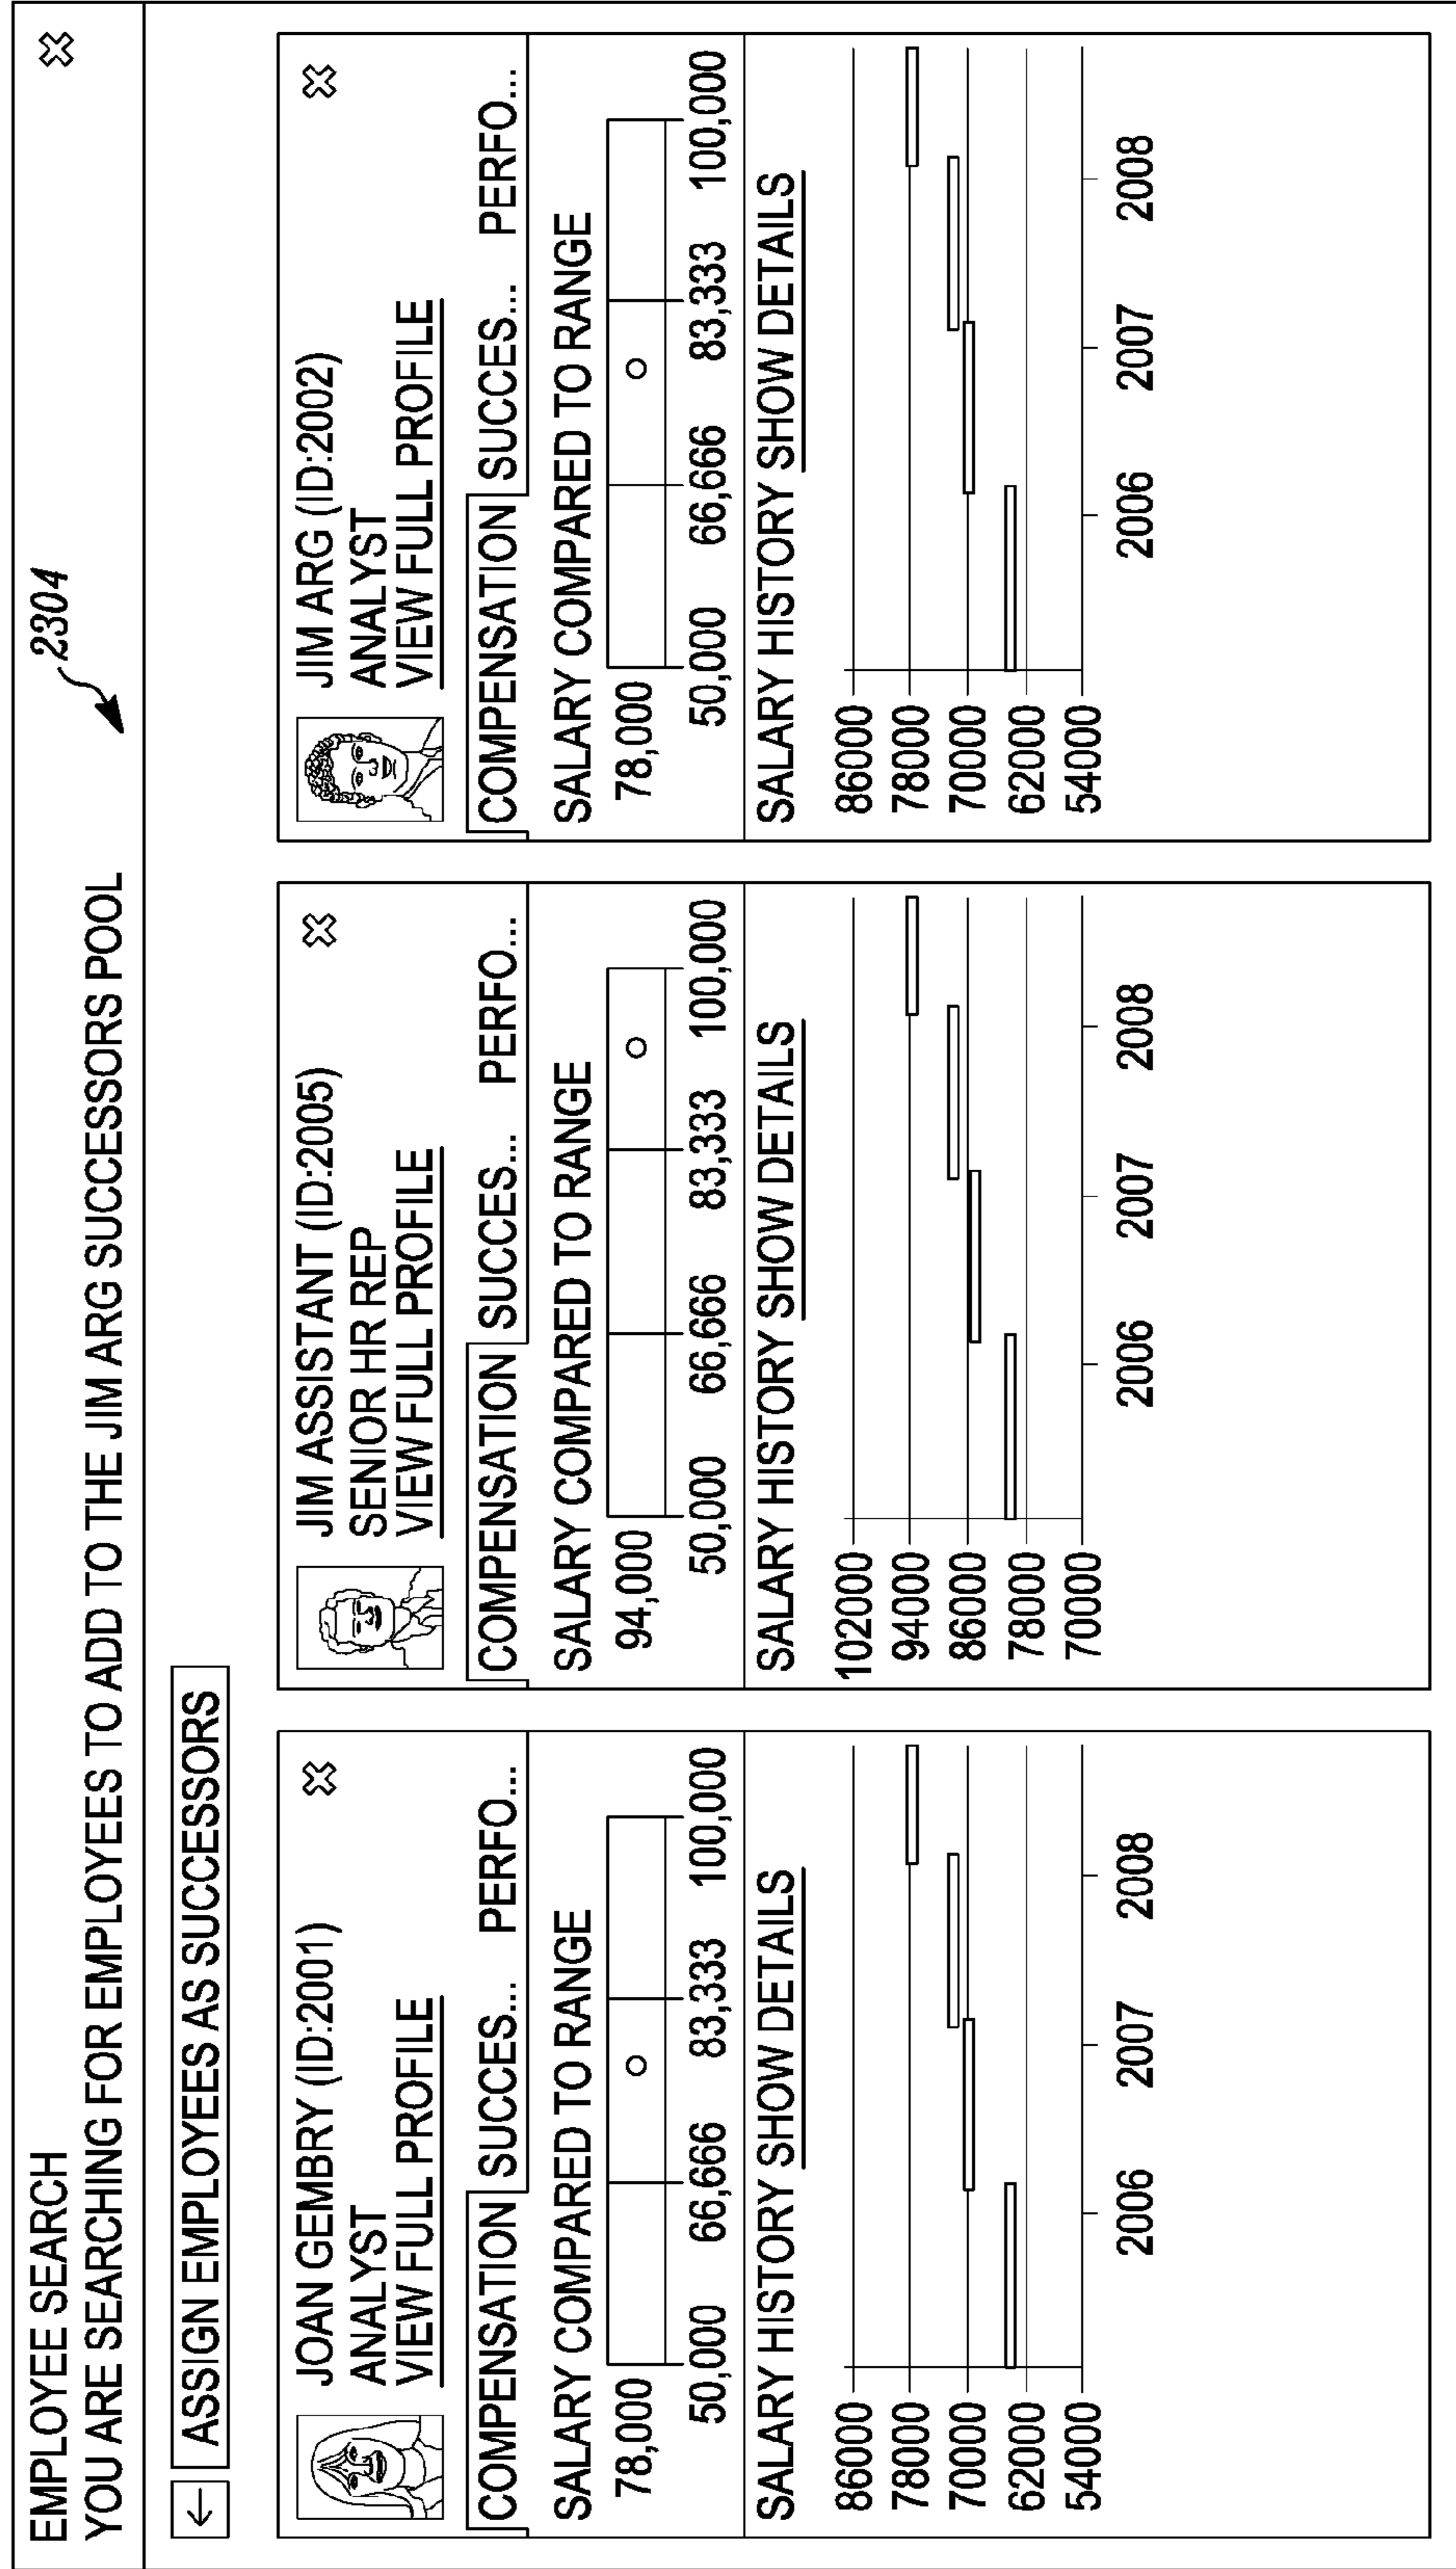 2304
EMPLOYEE SEARCH
YOU ARE SEARCHING FOR EMPLOYEES TO ADD TO THE JIM ARG SUCCESSORS POOL
← ASSIGN EMPLOYEES AS SUCCESSORS
JOAN GEMBRY (ID:2001)
ANALYST
VIEW FULL PROFILE
COMPENSATION SUCCES... PERFO...
SALARY COMPARED TO RANGE
78,000
50,000 66,666 83,333 100,000
SALARY HISTORY SHOW DETAILS
86000
78000
70000
62000
54000
2006 2007 2008
JIM ASSISTANT (ID:2005)
SENIOR HR REP
VIEW FULL PROFILE
COMPENSATION SUCCES... PERFO...
SALARY COMPARED TO RANGE
94,000
50,000 66,666 83,333 100,000
SALARY HISTORY SHOW DETAILS
102000
94000
86000
78000
70000
2006 2007 2008
JIM ARG (ID:2002)
ANALYST
VIEW FULL PROFILE
COMPENSATION SUCCES... PERFO...
SALARY COMPARED TO RANGE
78,000
50,000 66,666 83,333 100,000
SALARY HISTORY SHOW DETAILS
86000
78000
70000
62000
54000
2006 2007 2008